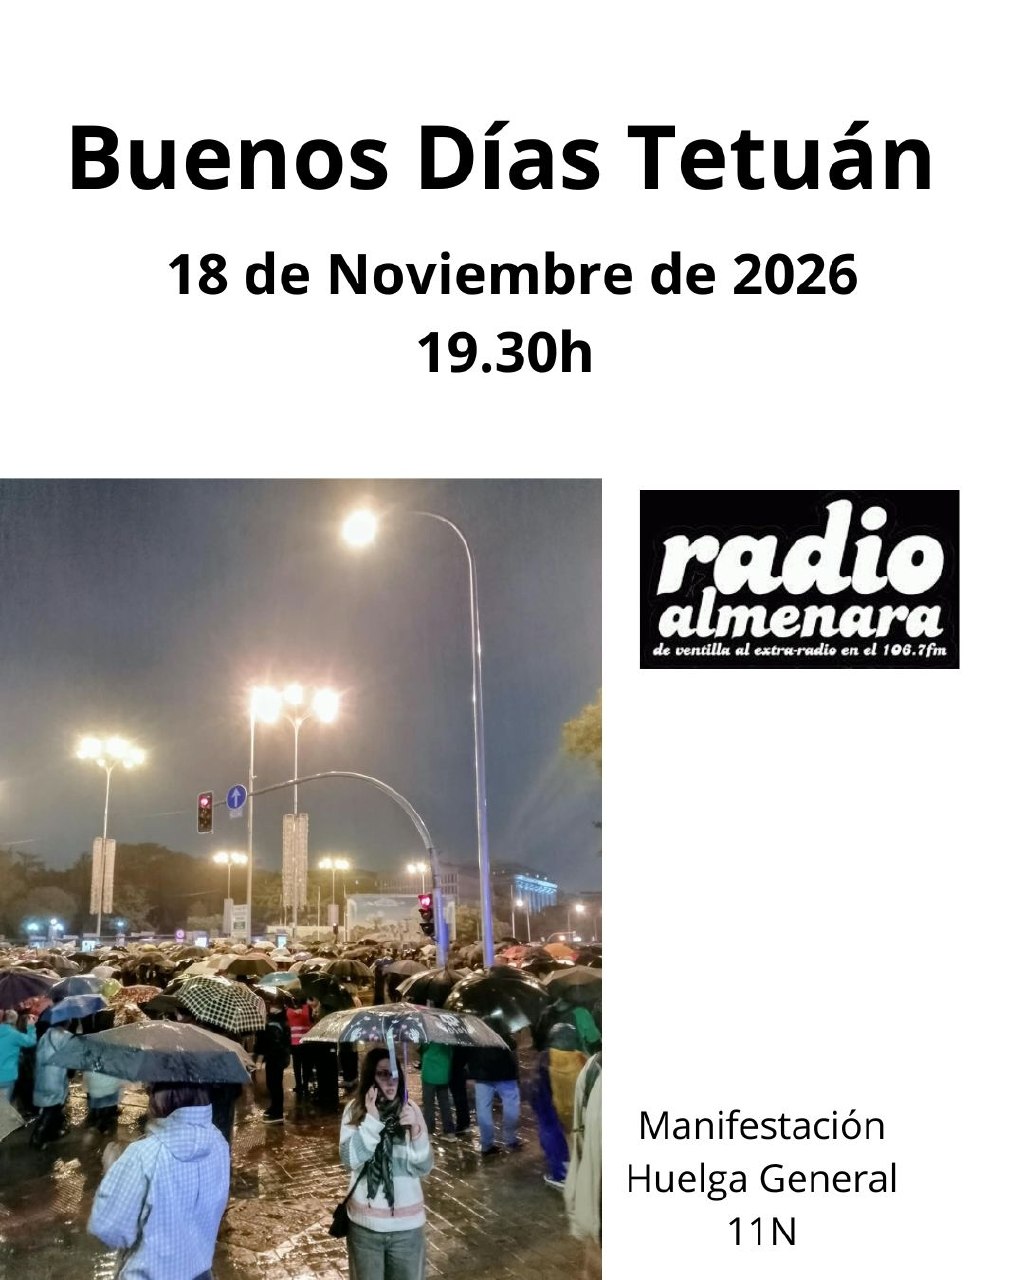 Buenos Días Tetuán
18 de Noviembre de 2026
19.30h
radio
almenara
de ventilla al extra-radio en el 106.7fm
Manifestación
Huelga General
11N